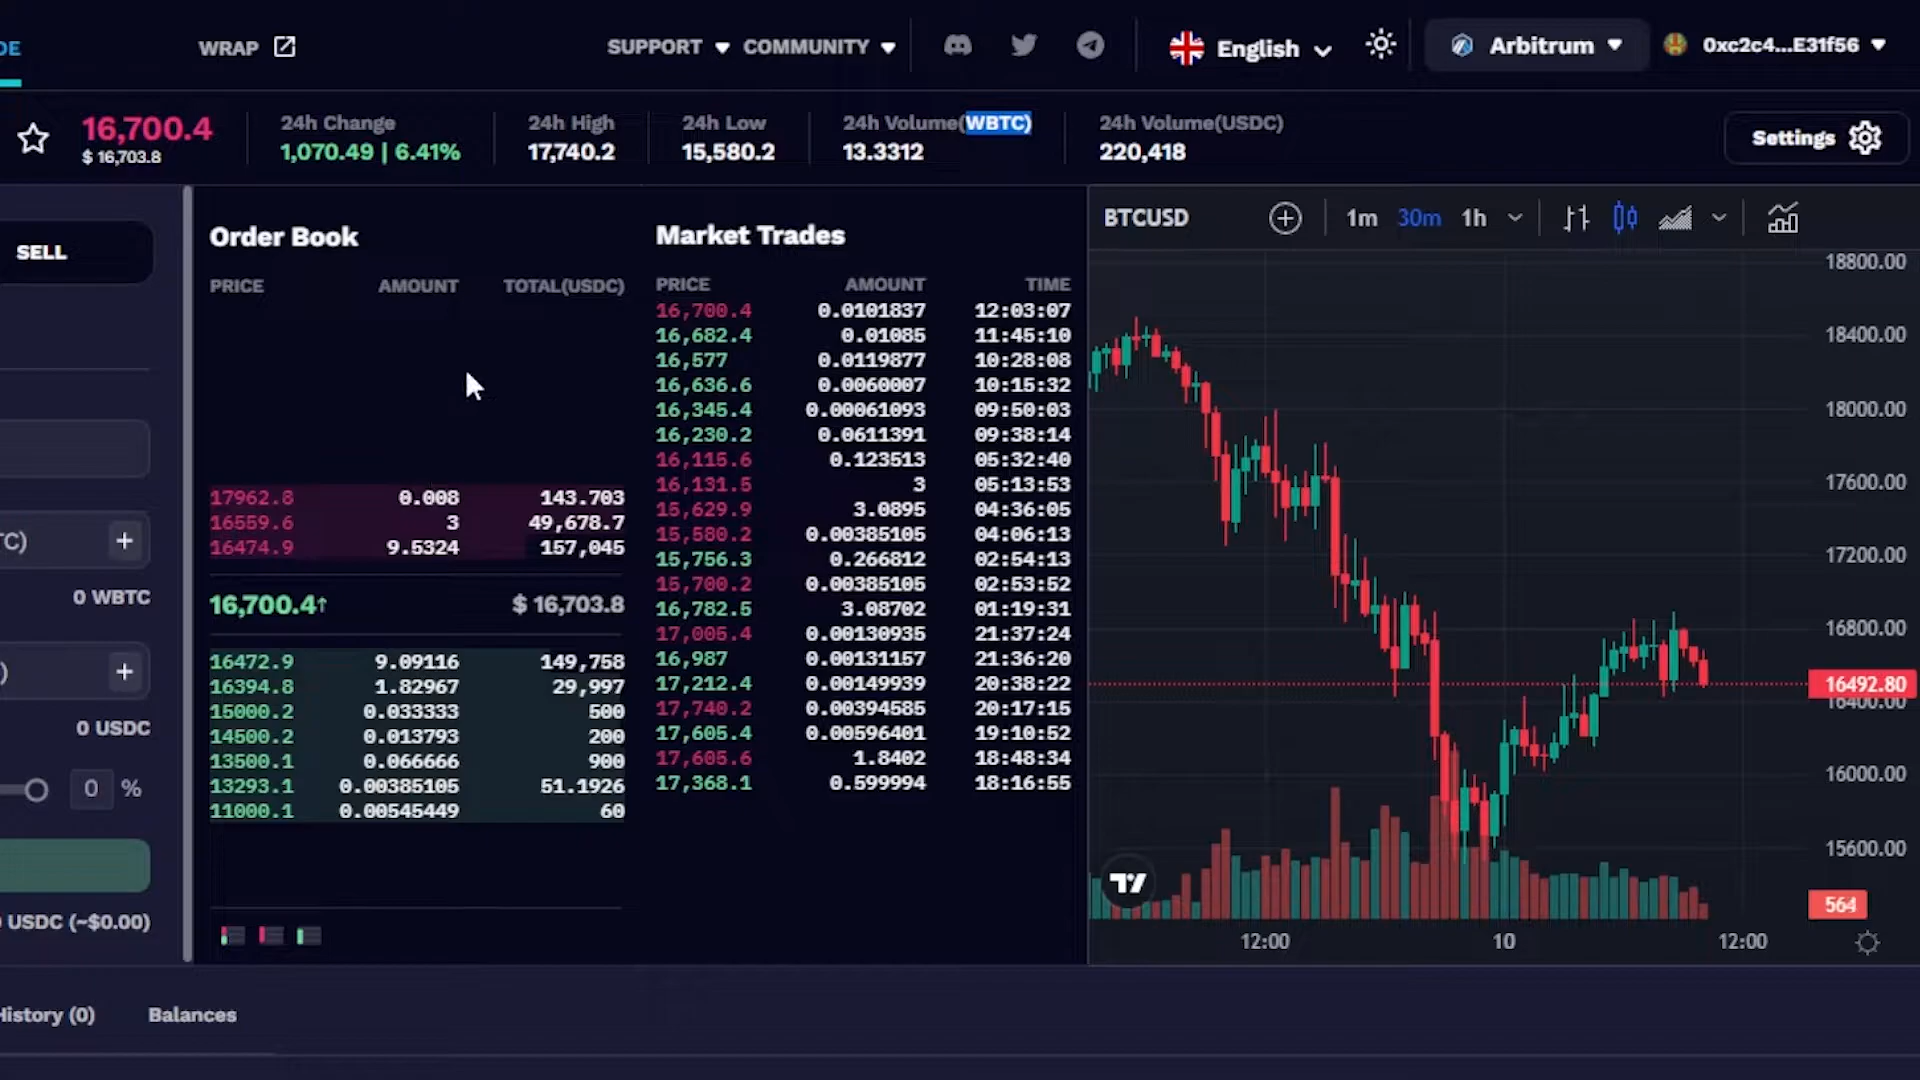 DE
WRAP
SUPPORT
COMMUNITY
English
Arbitrum
0xc2c4...E31f56
16,700.4
$ 16,703.8
24h Change
1,070.49 | 6.41%
24h High
17,740.2
24h Low
15,580.2
24h Volume(WBTC)
13.3312
24h Volume(USDC)
220,418
Settings
SELL
TC)
+
0 WBTC
)
+
0 USDC
0 %
USDC (~$0.00)
Order Book
PRICE AMOUNT TOTAL(USDC)
17962.8 0.008 143.703
16559.6 3 49,678.7
16474.9 9.5324 157,045
16,700.4↑ $ 16,703.8
16472.9 9.09116 149,758
16394.8 1.82967 29,997
15000.2 0.033333 500
14500.2 0.013793 200
13500.1 0.066666 900
13293.1 0.00385105 51.1926
11000.1 0.00545449 60
Market Trades
PRICE AMOUNT TIME
16,700.4 0.0101837 12:03:07
16,682.4 0.01085 11:45:10
16,577 0.0119877 10:28:08
16,636.6 0.0060007 10:15:32
16,345.4 0.00061093 09:50:03
16,230.2 0.0611391 09:38:14
16,115.6 0.123513 05:32:40
16,131.5 3 05:13:53
15,629.9 3.0895 04:36:05
15,580.2 0.00385105 04:06:13
15,756.3 0.266812 02:54:13
15,700.2 0.00385105 02:53:52
16,782.5 3.08702 01:19:31
17,005.4 0.00130935 21:37:24
16,987 0.00131157 21:36:20
17,212.4 0.00149939 20:38:22
17,740.2 0.00394585 20:17:15
17,605.4 0.00596401 19:10:52
17,605.6 1.8402 18:48:34
17,368.1 0.599994 18:16:55
BTCUSD
1m 30m 1h
18800.00
18400.00
18000.00
17600.00
17200.00
16800.00
16492.80
16400.00
16000.00
15600.00
564
12:00 10 12:00
History (0)
Balances